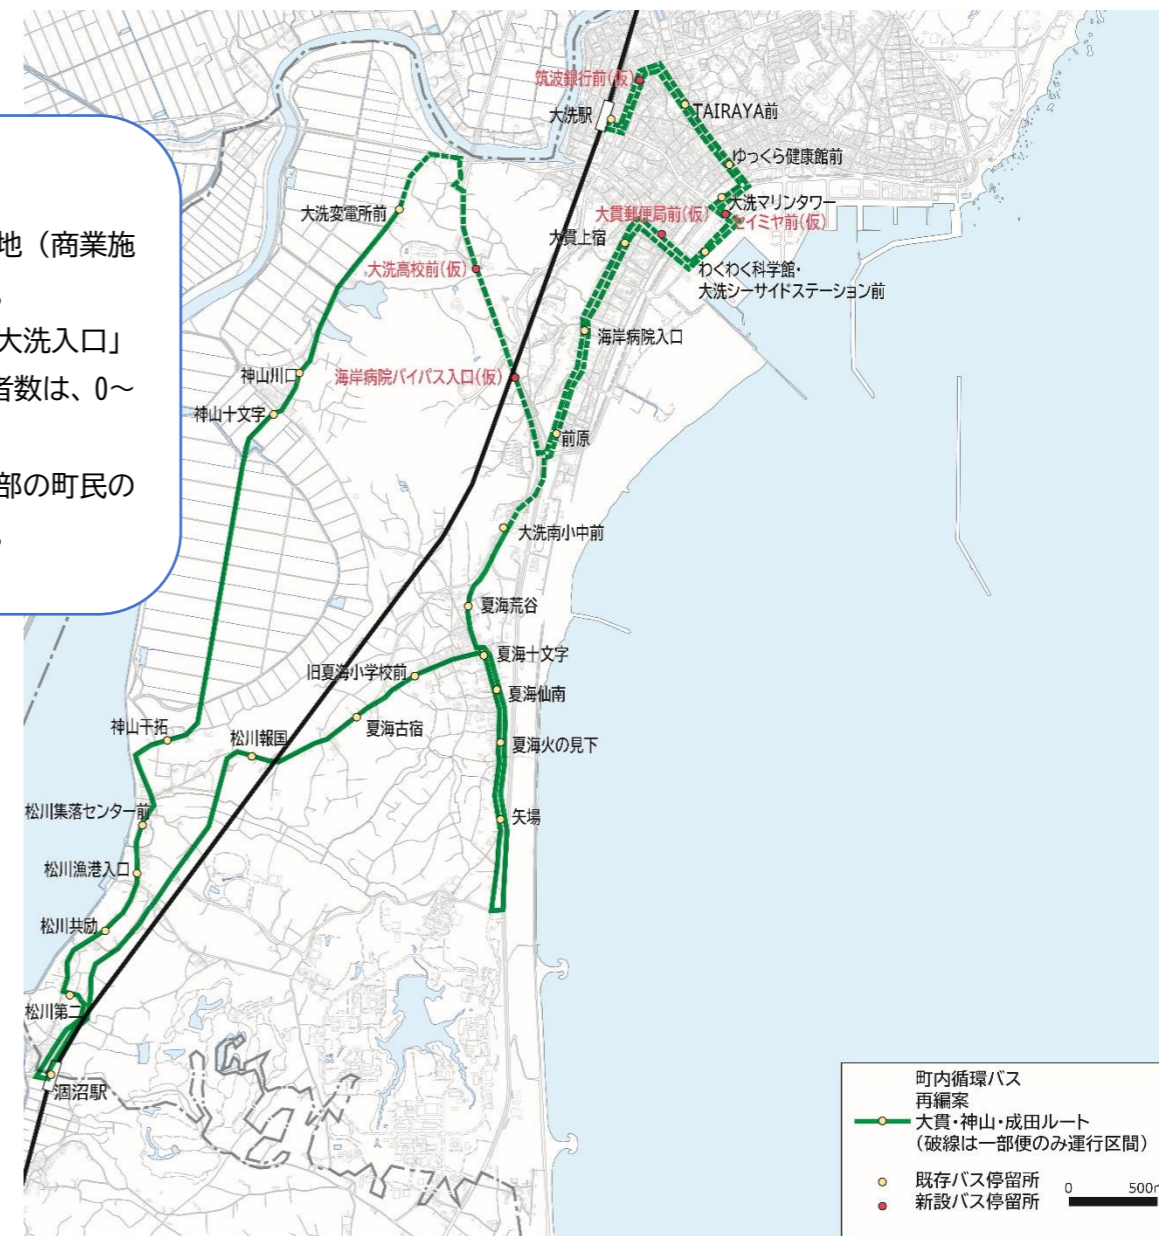 地（商業施
。
大洗入口」
者数は、0～
部の町民の
。
筑波銀行前(仮)
大洗駅
TAIRAYA前
ゆっくら健康館前
大洗マリンタワー
セイミヤ前(仮)
大貫郵便局前(仮)
大貫上宿
わくわく科学館・
大洗シーサイドステーション前
大洗変電所前
大洗高校前(仮)
海岸病院入口
神山川口
海岸病院バイパス入口(仮)
神山十文字
前原
大洗南小中前
夏海荒谷
夏海十文字
旧夏海小学校前
夏海仙南
夏海古宿
神山干拓
松川報国
夏海火の見下
松川集落センター前
矢場
松川漁港入口
松川共励
松川第二
涸沼駅
町内循環バス
再編案
大貫・神山・成田ルート
(破線は一部便のみ運行区間)
既存バス停留所
新設バス停留所
0 500m